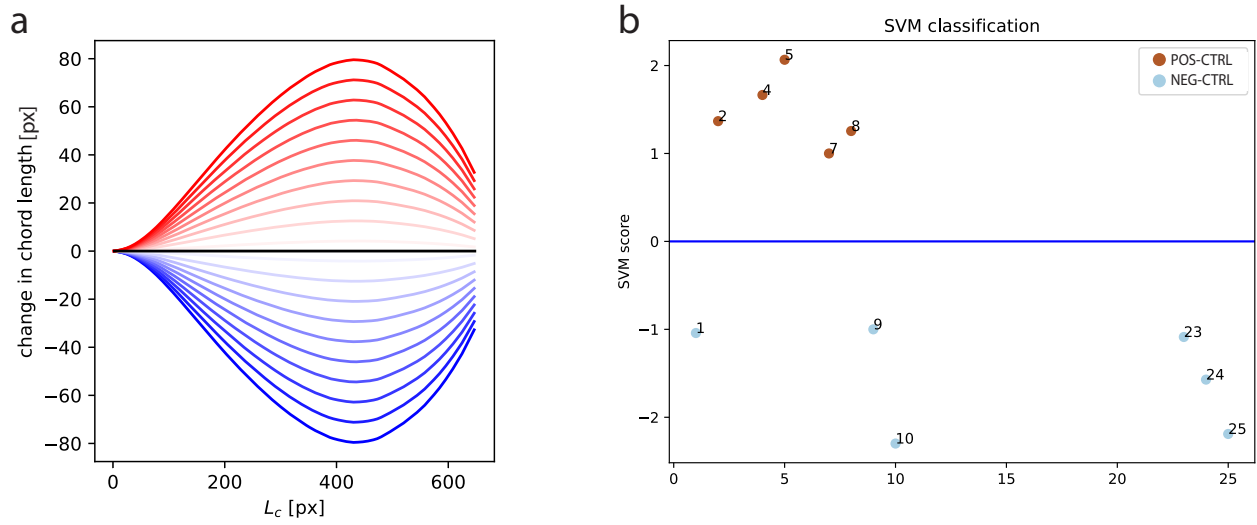 a
80
60
40
20
0
−20
−40
−60
−80
change in chord length [px]
0 200 400 600
L_c [px]
b
SVM classification
POS-CTRL
NEG-CTRL
2
1
0
−1
−2
SVM score
5
4
2
8
7
1
9
23
24
10
25
0 5 10 15 20 25